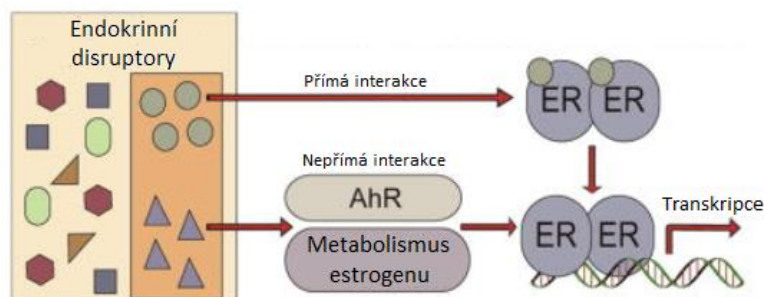 Endokrinní
disruptory
Přímá interakce
ER ER
Nepřímá interakce
AhR
Metabolismus
estrogenu
ER ER
Transkripce